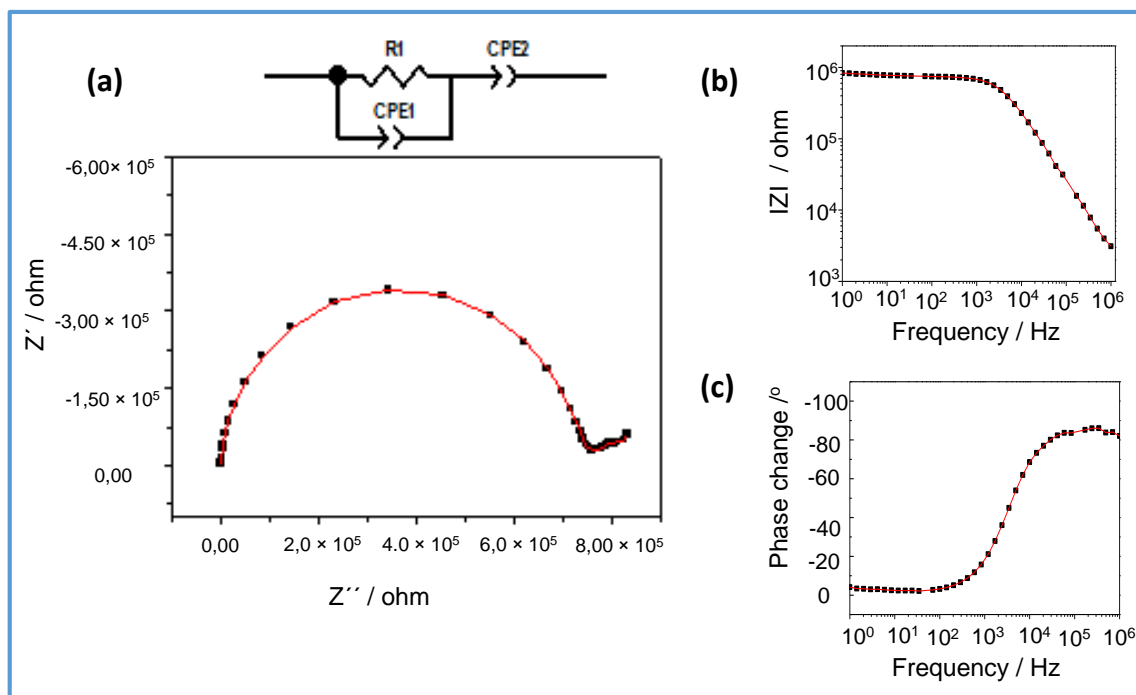 (a)
R1
CPE1
CPE2
-6,00× 10⁵
-4.50 × 10⁵
-3,00 × 10⁵
-1,50 × 10⁵
0,00
Z´ / ohm
0,00 2,0× 10⁵ 4.0× 10⁵ 6,0× 10⁵ 8,00× 10⁵
Z´´ / ohm
(b)
10⁶
10⁵
10⁴
10³
IZI / ohm
10⁰ 10¹ 10² 10³ 10⁴ 10⁵ 10⁶
Frequency / Hz
(c)
-100
-80
-60
-40
-20
0
Phase change /º
10⁰ 10¹ 10² 10³ 10⁴ 10⁵ 10⁶
Frequency / Hz